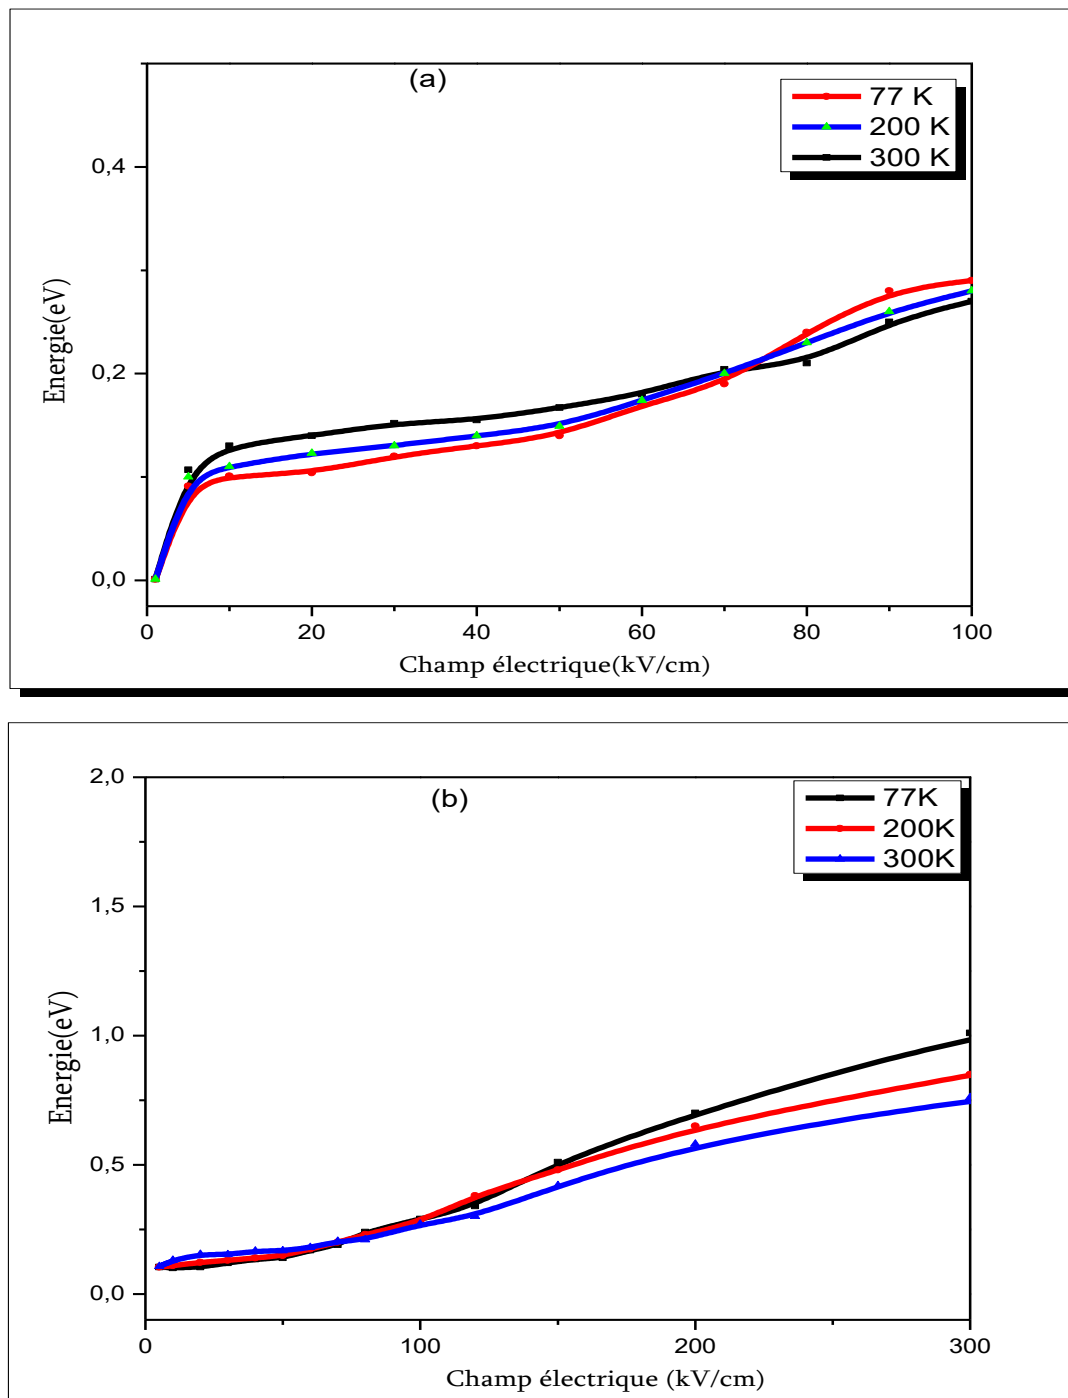 (a)
77 K
200 K
300 K
0,4
0,2
0,0
Energie(eV)
0 20 40 60 80 100
Champ électrique(kV/cm)
(b)
77K
200K
300K
2,0
1,5
1,0
0,5
0,0
Energie(eV)
0 100 200 300
Champ électrique (kV/cm)